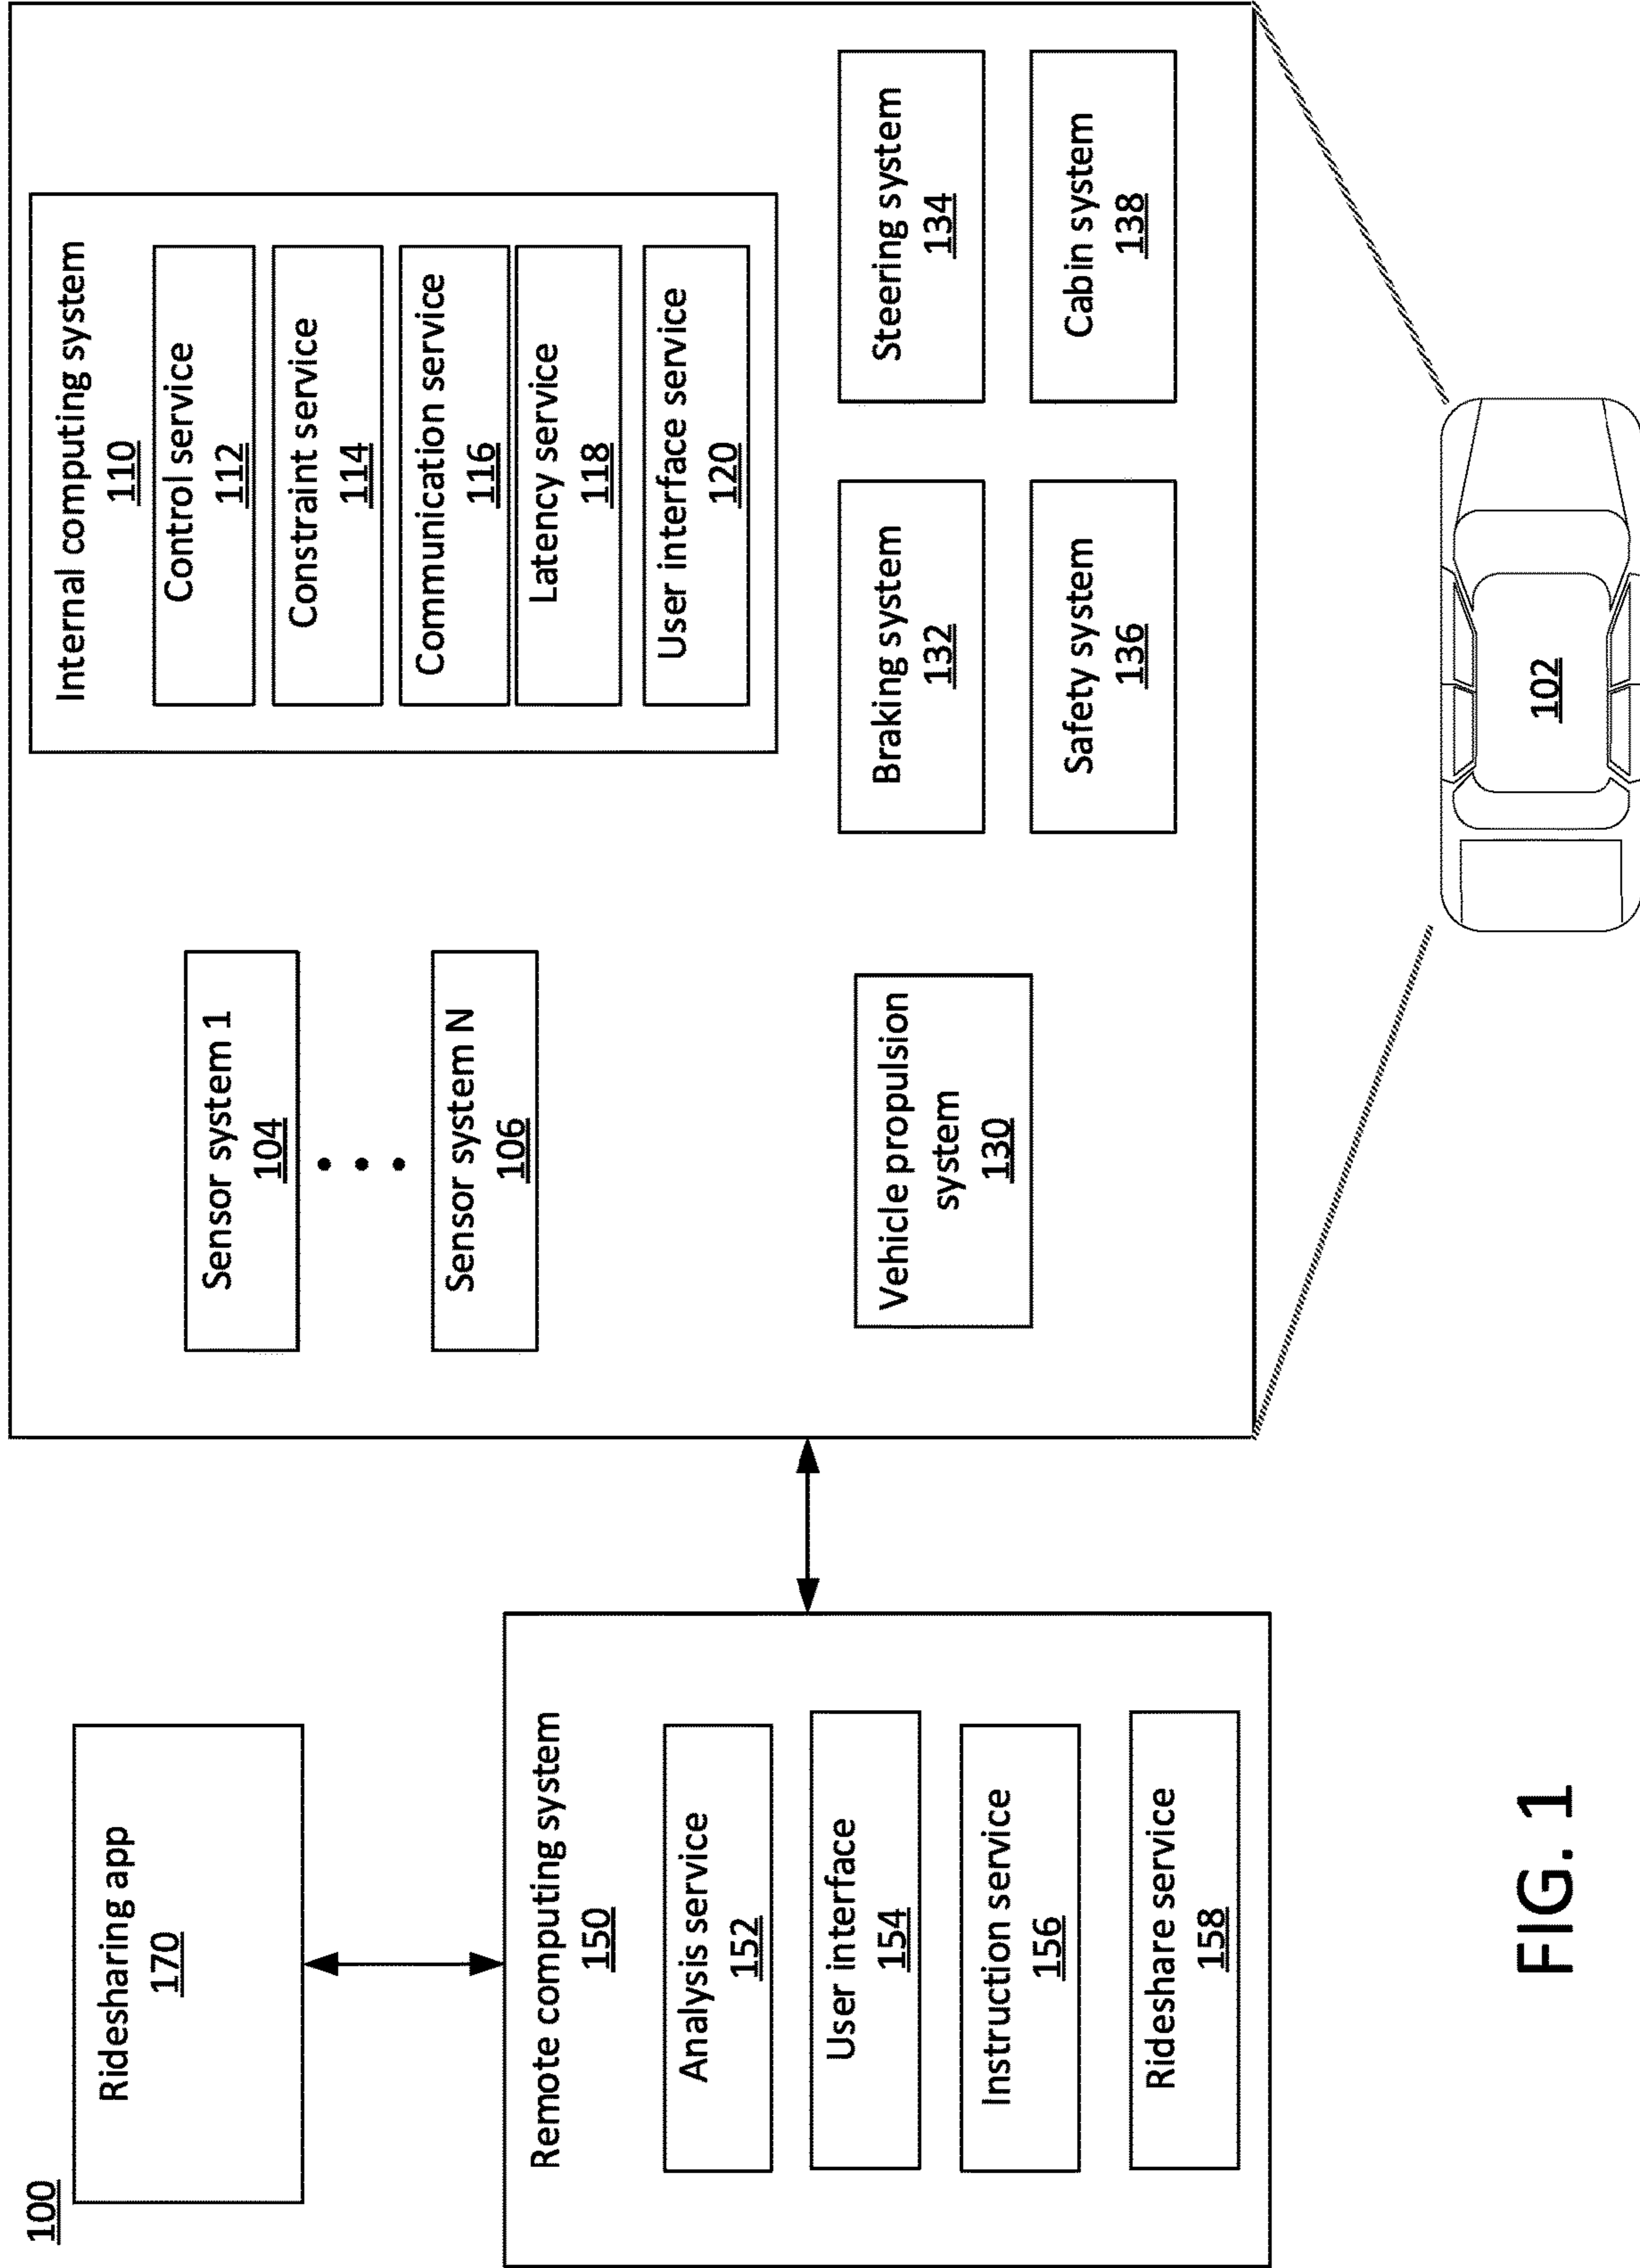 100
Ridesharing app
170
Remote computing system
150
Analysis service
152
User interface
154
Instruction service
156
Rideshare service
158
Sensor system 1
104
Sensor system N
106
Internal computing system
110
Control service
112
Constraint service
114
Communication service
116
Latency service
118
User interface service
120
Vehicle propulsion
system
130
Braking system
132
Steering system
134
Safety system
136
Cabin system
138
102
FIG. 1